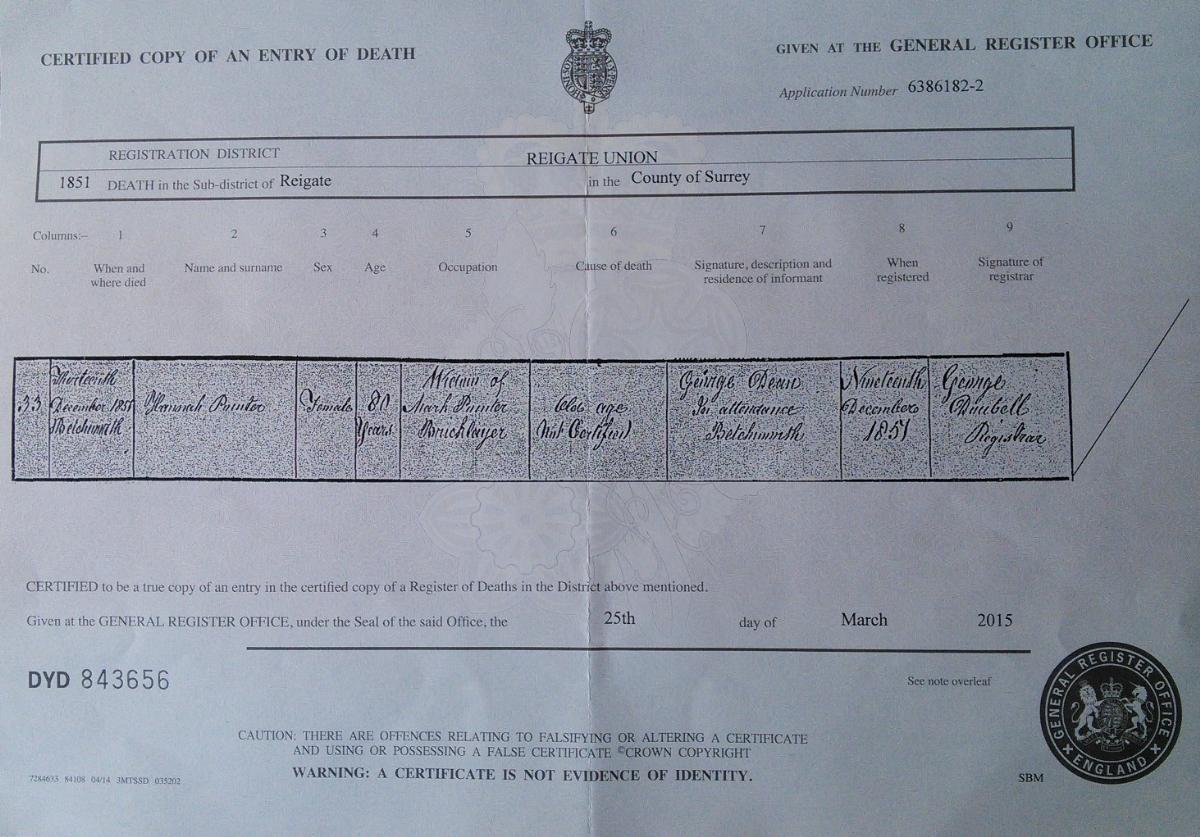 CERTIFIED COPY OF AN ENTRY OF DEATH
GIVEN AT THE GENERAL REGISTER OFFICE
Application Number 6386182-2
REGISTRATION DISTRICT REIGATE UNION
1851 DEATH in the Sub-district of Reigate in the County of Surrey
Columns:– 1 2 3 4 5 6 7 8 9
No. When and where died Name and surname Sex Age Occupation Cause of death Signature, description and residence of informant When registered Signature of registrar
33 Thirteenth December 1851 Betchworth
Hannah
Female
80 Years
Widow of Mark Bricklayer
Old age Not Certified
George Dean In attendance Betchworth
Nineteenth December 1851
George Registrar
CERTIFIED to be a true copy of an entry in the certified copy of a Register of Deaths in the District above mentioned.
Given at the GENERAL REGISTER OFFICE, under the Seal of the said Office, the 25th day of March 2015
DYD 843656
See note overleaf
CAUTION: THERE ARE OFFENCES RELATING TO FALSIFYING OR ALTERING A CERTIFICATE
AND USING OR POSSESSING A FALSE CERTIFICATE ©CROWN COPYRIGHT
WARNING: A CERTIFICATE IS NOT EVIDENCE OF IDENTITY.
7284633 84108 04/14 3MTSSD 035202
SBM
GENERAL REGISTER OFFICE
ENGLAND